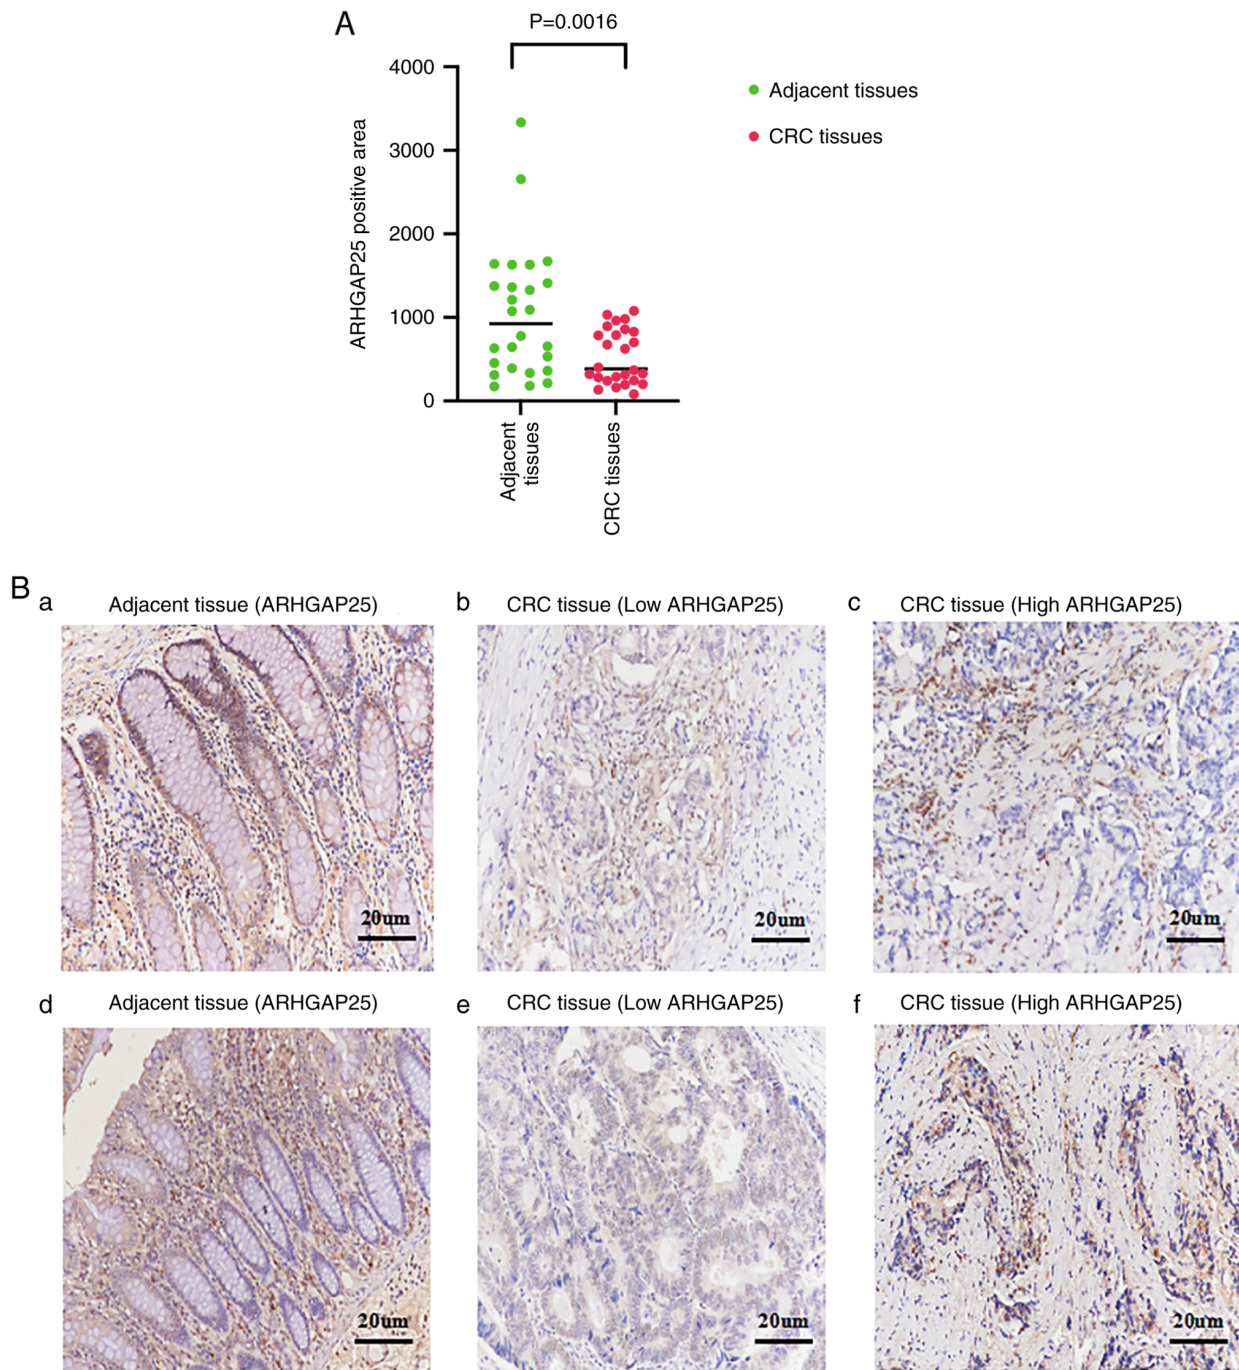 A
P=0.0016
4000
3000
2000
1000
0
ARHGAP25 positive area
Adjacent
tissues
CRC tissues
Adjacent tissues
CRC tissues
B
a
Adjacent tissue (ARHGAP25)
b
CRC tissue (Low ARHGAP25)
c
CRC tissue (High ARHGAP25)
20um
20um
20um
d
Adjacent tissue (ARHGAP25)
e
CRC tissue (Low ARHGAP25)
f
CRC tissue (High ARHGAP25)
20um
20um
20um